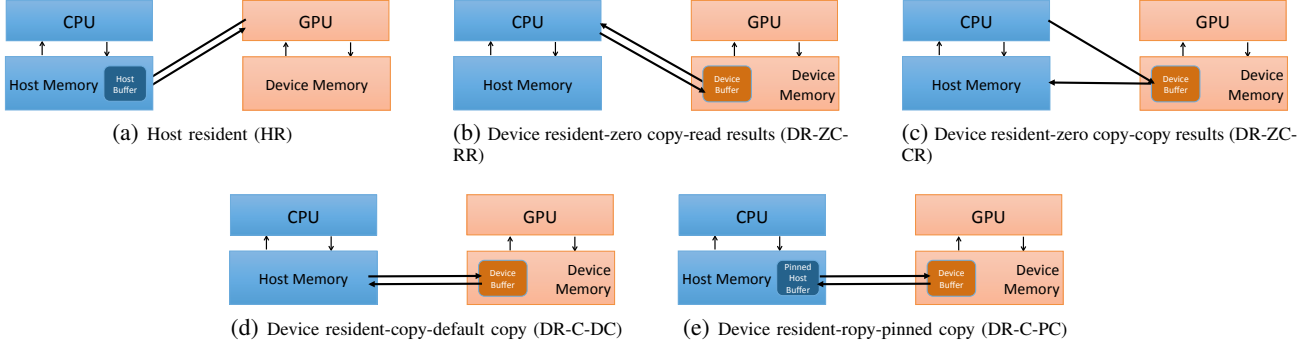 CPU
GPU
Host Memory
Host
Buffer
Device Memory
(a) Host resident (HR)
CPU
GPU
Host Memory
Device
Buffer
Device
Memory
(b) Device resident-zero copy-read results (DR-ZC-
RR)
CPU
GPU
Host Memory
Device
Buffer
Device
Memory
(c) Device resident-zero copy-copy results (DR-ZC-
CR)
CPU
GPU
Host Memory
Device
Buffer
Device
Memory
(d) Device resident-copy-default copy (DR-C-DC)
CPU
GPU
Host Memory
Pinned
Host
Buffer
Device
Buffer
Device
Memory
(e) Device resident-ropy-pinned copy (DR-C-PC)